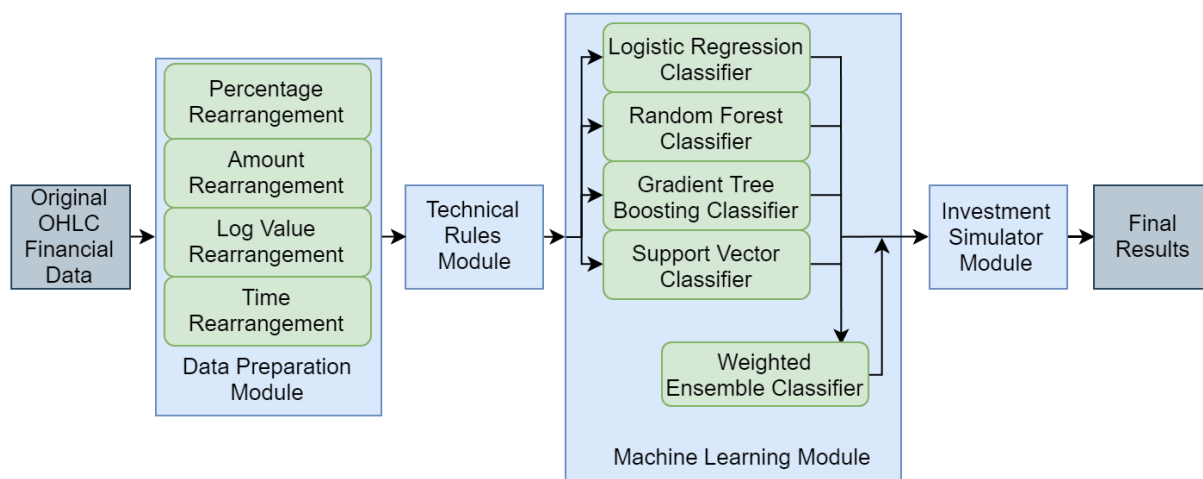 Original
OHLC
Financial
Data
Percentage
Rearrangement
Amount
Rearrangement
Log Value
Rearrangement
Time
Rearrangement
Data Preparation
Module
Technical
Rules
Module
Logistic Regression
Classifier
Random Forest
Classifier
Gradient Tree
Boosting Classifier
Support Vector
Classifier
Weighted
Ensemble Classifier
Machine Learning Module
Investment
Simulator
Module
Final
Results